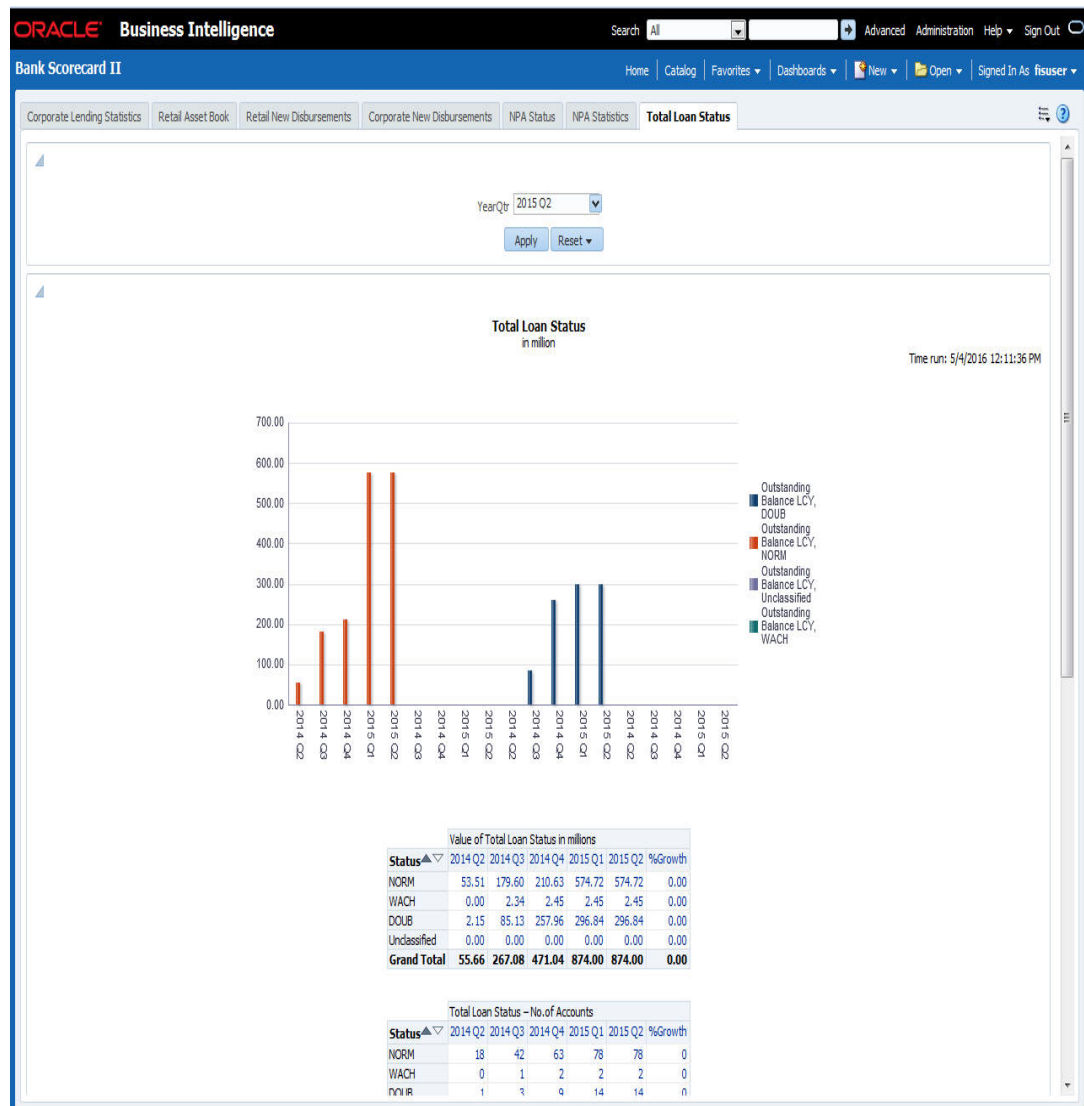 ORACLE Business Intelligence Search All Advanced Administration Help Sign Out
Bank Scorecard II Home Catalog Favorites Dashboards New Open Signed In As fisuser
Corporate Lending Statistics Retail Asset Book Retail New Disbursements Corporate New Disbursements NPA Status NPA Statistics Total Loan Status
YearQtr 2015 Q2
Apply Reset
Total Loan Status
in million
Time run: 5/4/2016 12:11:36 PM
700.00
600.00
500.00
400.00
300.00
200.00
100.00
0.00
2014 Q2 2014 Q3 2014 Q4 2015 Q1 2015 Q2 2014 Q3 2014 Q4 2015 Q1 2015 Q2 2014 Q2 2014 Q3 2014 Q4 2015 Q1 2015 Q2 2014 Q2 2014 Q3 2014 Q4 2015 Q1 2015 Q2
Outstanding
Balance LCY,
DOUB
Outstanding
Balance LCY,
NORM
Outstanding
Balance LCY,
Unclassified
Outstanding
Balance LCY,
WACH
Value of Total Loan Status in millions
Status 2014 Q2 2014 Q3 2014 Q4 2015 Q1 2015 Q2 %Growth
NORM 53.51 179.60 210.63 574.72 574.72 0.00
WACH 0.00 2.34 2.45 2.45 2.45 0.00
DOUB 2.15 85.13 257.96 296.84 296.84 0.00
Unclassified 0.00 0.00 0.00 0.00 0.00 0.00
Grand Total 55.66 267.08 471.04 874.00 874.00 0.00
Total Loan Status – No.of Accounts
Status 2014 Q2 2014 Q3 2014 Q4 2015 Q1 2015 Q2 %Growth
NORM 18 42 63 78 78 0
WACH 0 1 2 2 2 0
DOUB 1 3 9 14 14 0